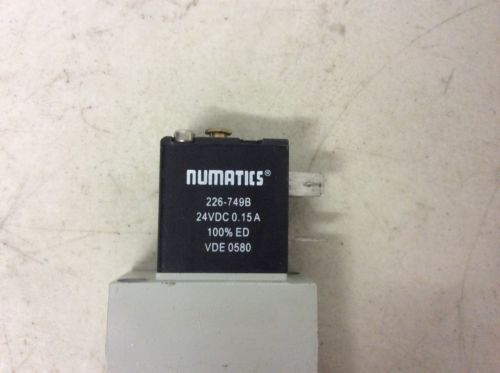 numatics®
226-749B
24VDC 0.15A
100% ED
VDE 0580